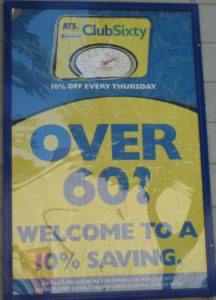 ATS
ClubSixty
10% OFF EVERY THURSDAY
OVER
60?
WELCOME TO A
10% SAVING.